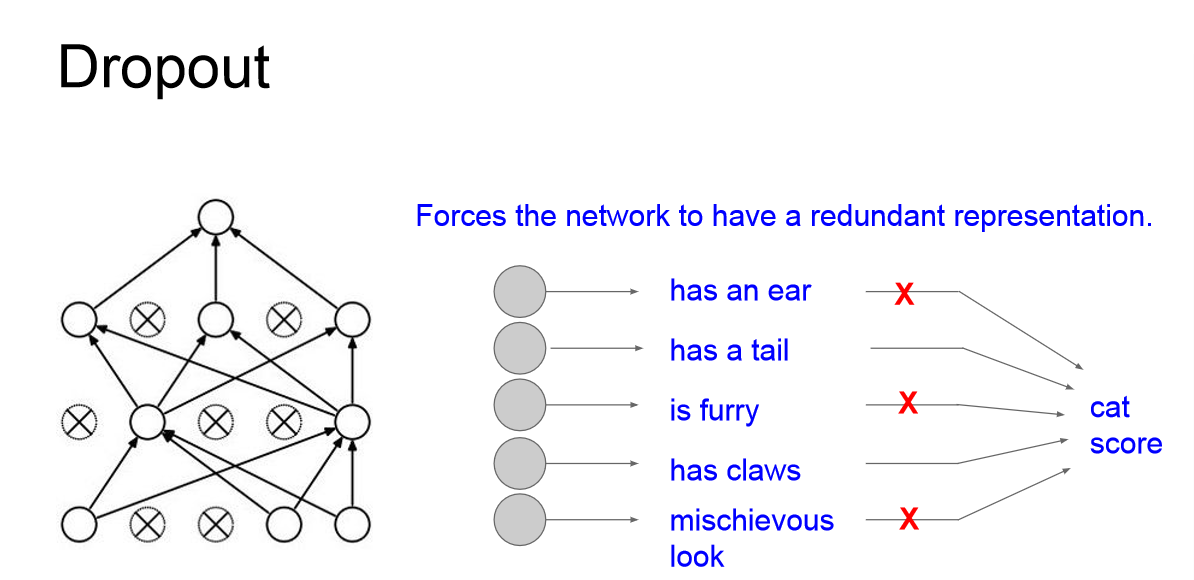 Dropout
Forces the network to have a redundant representation.
has an ear
X
has a tail
is furry
X
cat
score
has claws
mischievous
look
X